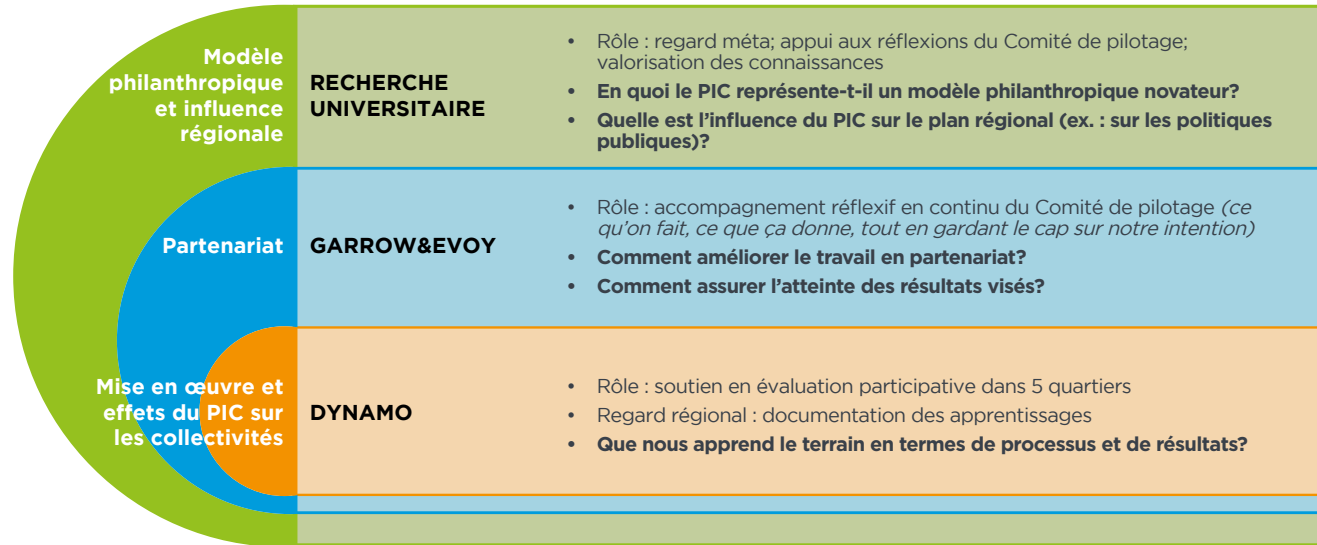 Modèle
philanthropique
et influence
régionale
RECHERCHE
UNIVERSITAIRE
• Rôle : regard méta; appui aux réflexions du Comité de pilotage;
valorisation des connaissances
• En quoi le PIC représente-t-il un modèle philanthropique novateur?
• Quelle est l’influence du PIC sur le plan régional (ex. : sur les politiques
publiques)?
Partenariat
GARROW&EVOY
• Rôle : accompagnement réflexif en continu du Comité de pilotage (ce
qu’on fait, ce que ça donne, tout en gardant le cap sur notre intention)
• Comment améliorer le travail en partenariat?
• Comment assurer l’atteinte des résultats visés?
Mise en œuvre et
effets du PIC sur
les collectivités
DYNAMO
• Rôle : soutien en évaluation participative dans 5 quartiers
• Regard régional : documentation des apprentissages
• Que nous apprend le terrain en termes de processus et de résultats?